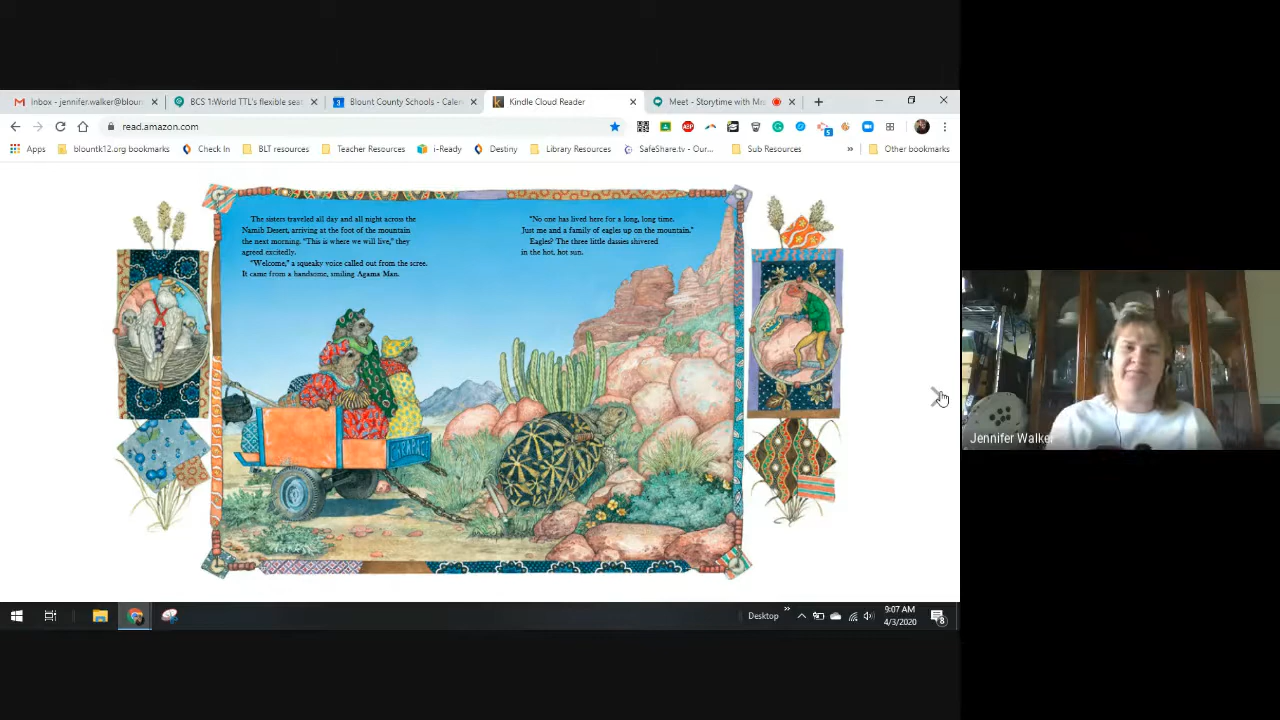 Inbox - jennifer.walker@bloun
BCS 1:World TTL's flexible seat
Blount County Schools - Calen
Kindle Cloud Reader
Meet - Storytime with Mrs
read.amazon.com
Apps
blountk12.org bookmarks
Check In
BLT resources
Teacher Resources
i-Ready
Destiny
Library Resources
SafeShare.tv - Our...
Sub Resources
»
Other bookmarks
The sisters traveled all day and all night across the
Namib Desert, arriving at the foot of the mountain
the next morning. "This is where we will live," they
agreed excitedly.
"Welcome," a squeaky voice called out from the scree.
It came from a handsome, smiling Agama Man.
"No one has lived here for a long, long time.
Just me and a family of eagles up on the mountain."
Eagles? The three little dassies shivered
in the hot, hot sun.
Jennifer Walker
Desktop
»
9:07 AM
4/3/2020
8